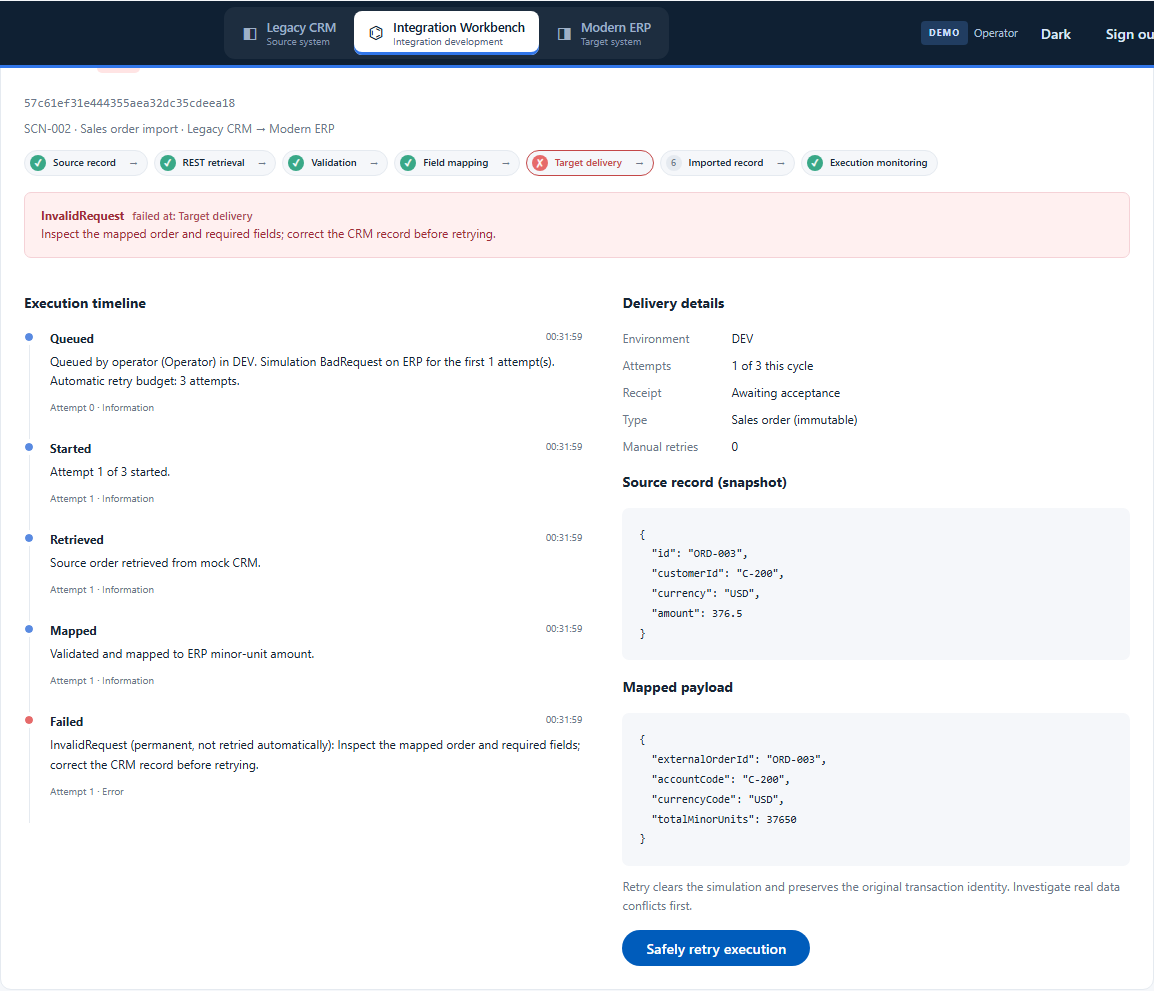 Legacy CRM
Source system
Integration Workbench
Integration development
Modern ERP
Target system
DEMO
Operator
Dark
Sign ou
57c61ef31e444355aea32dc35cdeea18
SCN-002 · Sales order import · Legacy CRM → Modern ERP
Source record →
REST retrieval →
Validation →
Field mapping →
Target delivery →
6 Imported record →
Execution monitoring
InvalidRequest failed at: Target delivery
Inspect the mapped order and required fields; correct the CRM record before retrying.
Execution timeline
Queued 00:31:59
Queued by operator (Operator) in DEV. Simulation BadRequest on ERP for the first 1 attempt(s).
Automatic retry budget: 3 attempts.
Attempt 0 · Information
Started 00:31:59
Attempt 1 of 3 started.
Attempt 1 · Information
Retrieved 00:31:59
Source order retrieved from mock CRM.
Attempt 1 · Information
Mapped 00:31:59
Validated and mapped to ERP minor-unit amount.
Attempt 1 · Information
Failed 00:31:59
InvalidRequest (permanent, not retried automatically): Inspect the mapped order and required fields;
correct the CRM record before retrying.
Attempt 1 · Error
Delivery details
Environment DEV
Attempts 1 of 3 this cycle
Receipt Awaiting acceptance
Type Sales order (immutable)
Manual retries 0
Source record (snapshot)
{
"id": "ORD-003",
"customerId": "C-200",
"currency": "USD",
"amount": 376.5
}
Mapped payload
{
"externalOrderId": "ORD-003",
"accountCode": "C-200",
"currencyCode": "USD",
"totalMinorUnits": 37650
}
Retry clears the simulation and preserves the original transaction identity. Investigate real data
conflicts first.
Safely retry execution